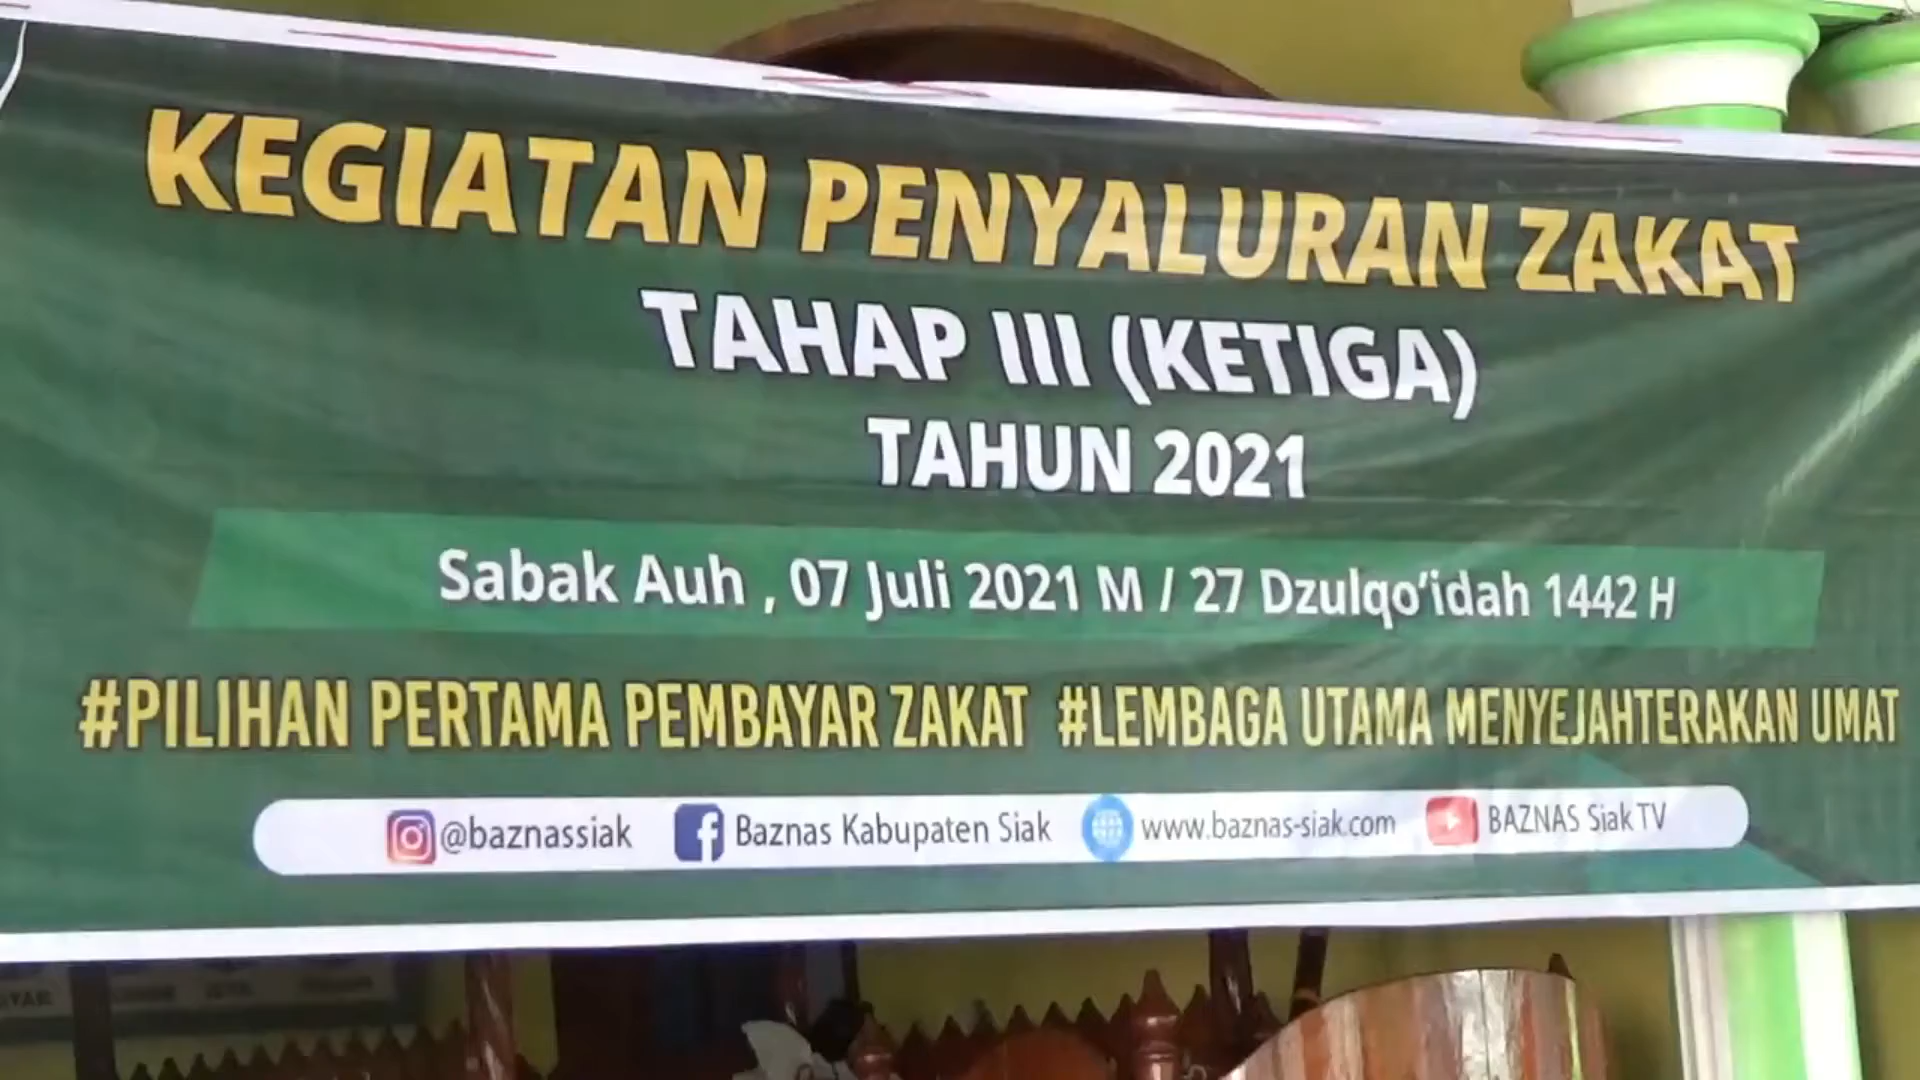 KEGIATAN PENYALURAN ZAKAT
TAHAP III (KETIGA)
TAHUN 2021
Sabak Auh , 07 Juli 2021 M / 27 Dzulqo'idah 1442 H
#PILIHAN PERTAMA PEMBAYAR ZAKAT #LEMBAGA UTAMA MENYEJAHTERAKAN UMAT
@baznassiak Baznas Kabupaten Siak www.baznas-siak.com BAZNAS Siak TV